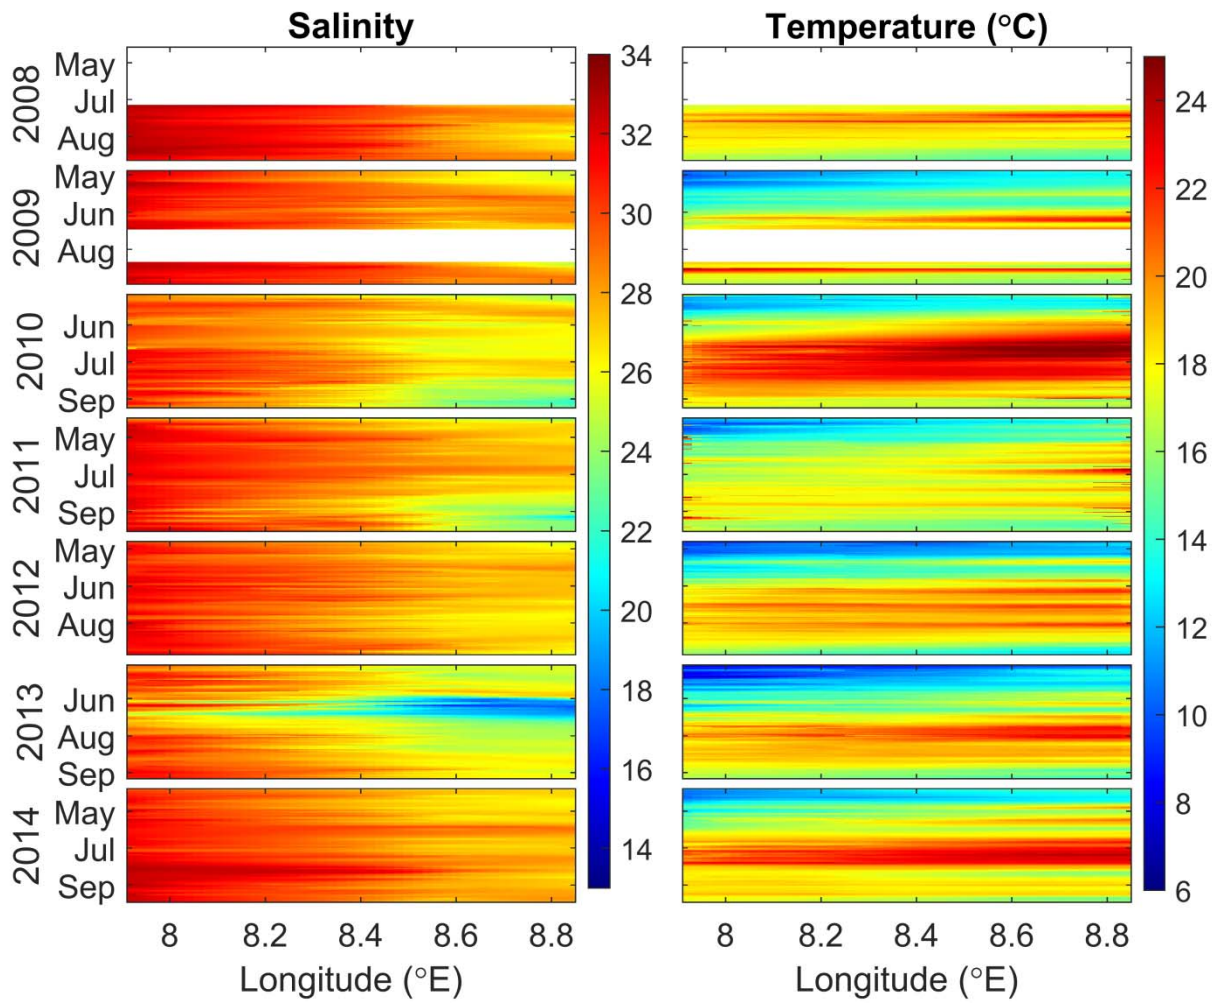 Salinity
Temperature (°C)
2008
May
Jul
Aug
2009
May
Jun
Aug
2010
Jun
Jul
Sep
2011
May
Jul
Sep
2012
May
Jun
Aug
2013
Jun
Aug
Sep
2014
May
Jul
Sep
34
32
30
28
26
24
22
20
18
16
14
24
22
20
18
16
14
12
10
8
6
8 8.2 8.4 8.6 8.8
Longitude (°E)
8 8.2 8.4 8.6 8.8
Longitude (°E)